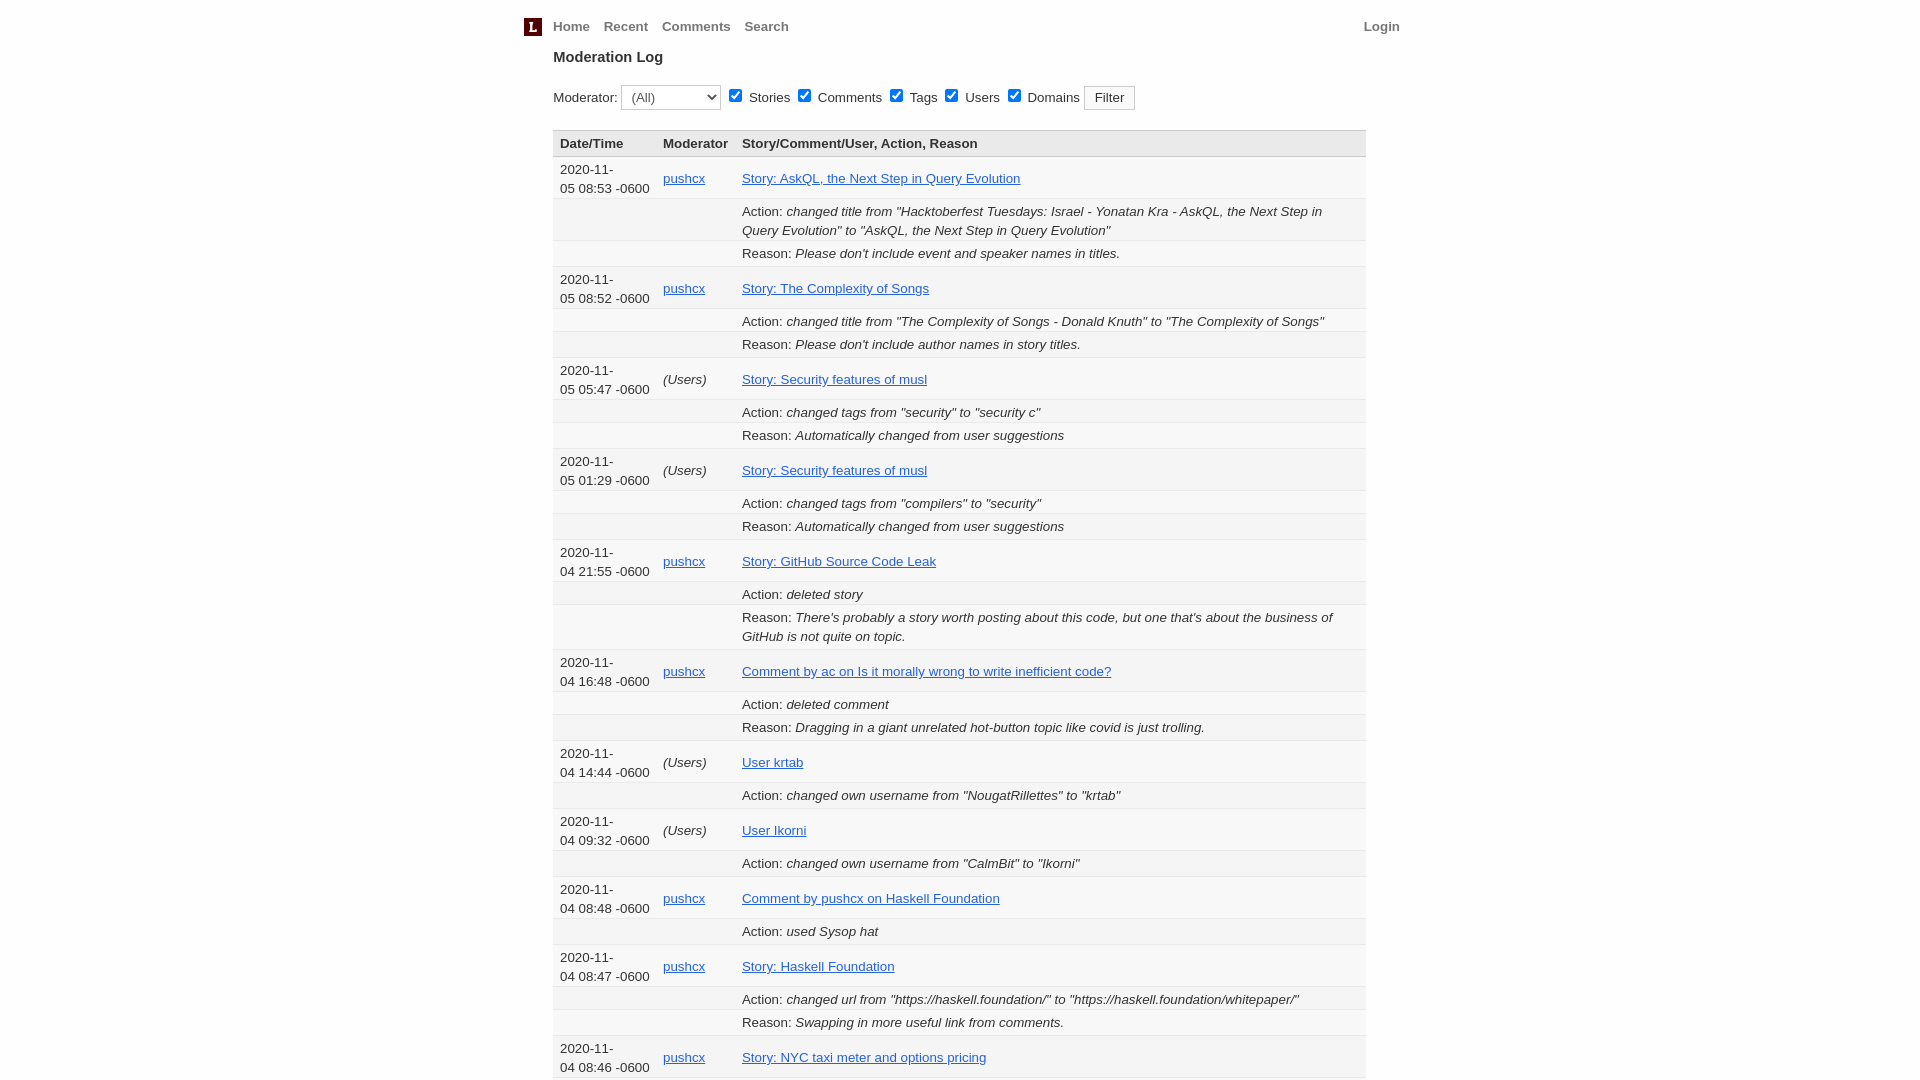 L Home Recent Comments Search Login
Moderation Log
Moderator: (All) Stories Comments Tags Users Domains Filter
Date/Time Moderator Story/Comment/User, Action, Reason
2020-11-
05 08:53 -0600 pushcx Story: AskQL, the Next Step in Query Evolution
Action: changed title from "Hacktoberfest Tuesdays: Israel - Yonatan Kra - AskQL, the Next Step in
Query Evolution" to "AskQL, the Next Step in Query Evolution"
Reason: Please don't include event and speaker names in titles.
2020-11-
05 08:52 -0600 pushcx Story: The Complexity of Songs
Action: changed title from "The Complexity of Songs - Donald Knuth" to "The Complexity of Songs"
Reason: Please don't include author names in story titles.
2020-11-
05 05:47 -0600 (Users) Story: Security features of musl
Action: changed tags from "security" to "security c"
Reason: Automatically changed from user suggestions
2020-11-
05 01:29 -0600 (Users) Story: Security features of musl
Action: changed tags from "compilers" to "security"
Reason: Automatically changed from user suggestions
2020-11-
04 21:55 -0600 pushcx Story: GitHub Source Code Leak
Action: deleted story
Reason: There's probably a story worth posting about this code, but one that's about the business of
GitHub is not quite on topic.
2020-11-
04 16:48 -0600 pushcx Comment by ac on Is it morally wrong to write inefficient code?
Action: deleted comment
Reason: Dragging in a giant unrelated hot-button topic like covid is just trolling.
2020-11-
04 14:44 -0600 (Users) User krtab
Action: changed own username from "NougatRillettes" to "krtab"
2020-11-
04 09:32 -0600 (Users) User Ikorni
Action: changed own username from "CalmBit" to "Ikorni"
2020-11-
04 08:48 -0600 pushcx Comment by pushcx on Haskell Foundation
Action: used Sysop hat
2020-11-
04 08:47 -0600 pushcx Story: Haskell Foundation
Action: changed url from "https://haskell.foundation/" to "https://haskell.foundation/whitepaper/"
Reason: Swapping in more useful link from comments.
2020-11-
04 08:46 -0600 pushcx Story: NYC taxi meter and options pricing